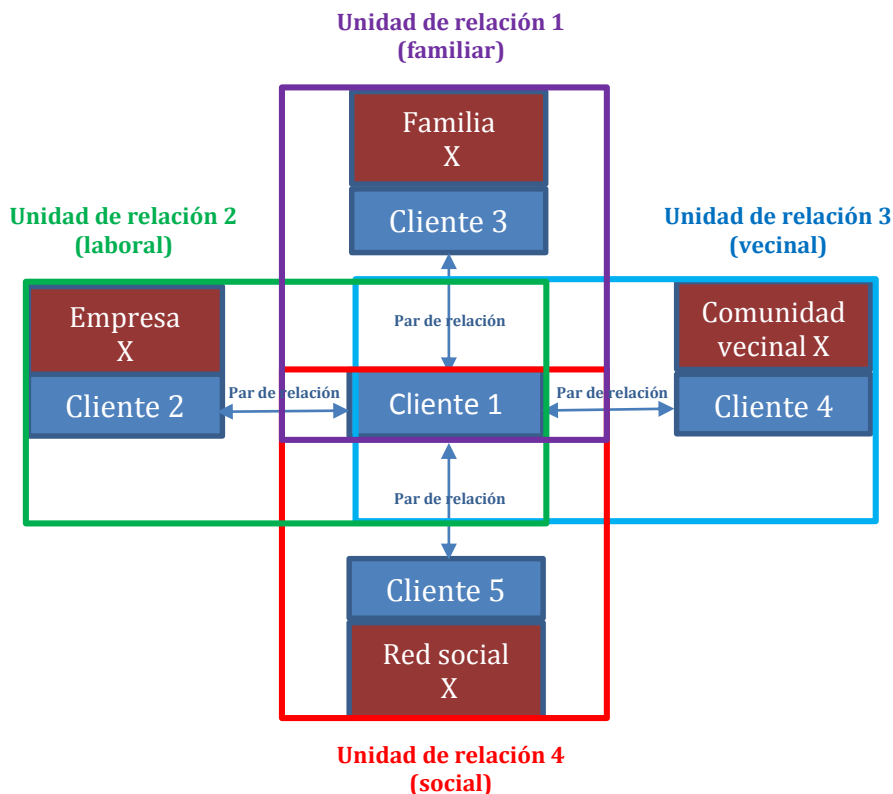 Unidad de relación 1
(familiar)
Familia
X
Cliente 3
Unidad de relación 2
(laboral)
Unidad de relación 3
(vecinal)
Empresa
X
Par de relación
Comunidad
vecinal X
Cliente 2
Par de relación
Cliente 1
Par de relación
Cliente 4
Par de relación
Cliente 5
Red social
X
Unidad de relación 4
(social)